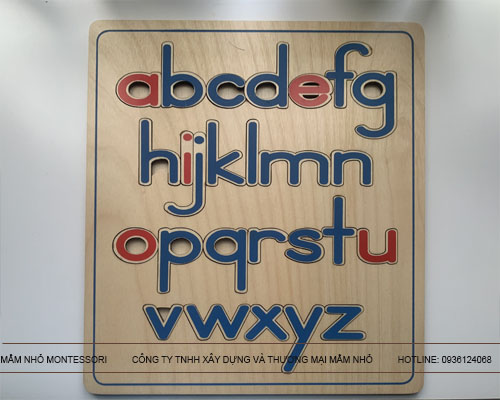 abcdefg
hijklmn
opqrstu
vwxyz
MẦM NHỎ MONTESSORI CÔNG TY TNHH XÂY DỰNG VÀ THƯƠNG MẠI MẦM NHỎ HOTLINE: 0936124068